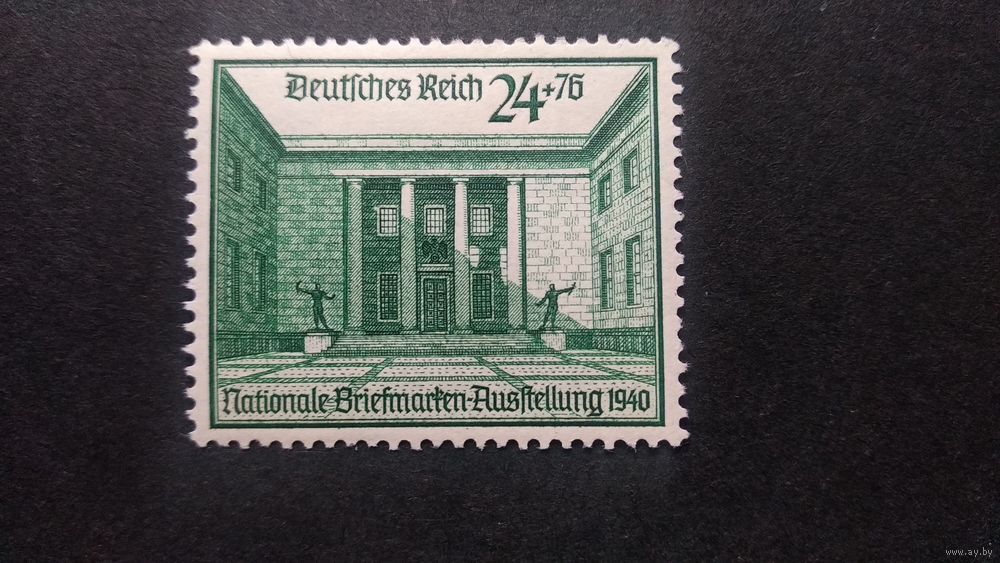 Deutsches Reich 24+76
Nationale Briefmarken-Ausstellung 1940
www.ay.by